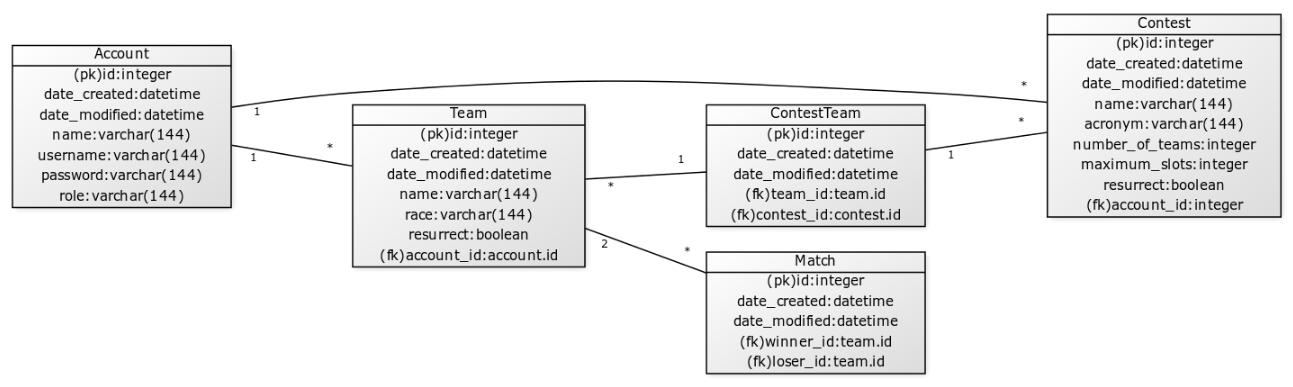 Account
(pk)id:integer
date_created:datetime
date_modified:datetime
name:varchar(144)
username:varchar(144)
password:varchar(144)
role:varchar(144)
1
1
*
*
Team
(pk)id:integer
date_created:datetime
date_modified:datetime
name:varchar(144)
race:varchar(144)
resurrect:boolean
(fk)account_id:account.id
*
1
2
*
ContestTeam
(pk)id:integer
date_created:datetime
date_modified:datetime
(fk)team_id:team.id
(fk)contest_id:contest.id
1
*
Match
(pk)id:integer
date_created:datetime
date_modified:datetime
(fk)winner_id:team.id
(fk)loser_id:team.id
Contest
(pk)id:integer
date_created:datetime
date_modified:datetime
name:varchar(144)
acronym:varchar(144)
number_of_teams:integer
maximum_slots:integer
resurrect:boolean
(fk)account_id:integer